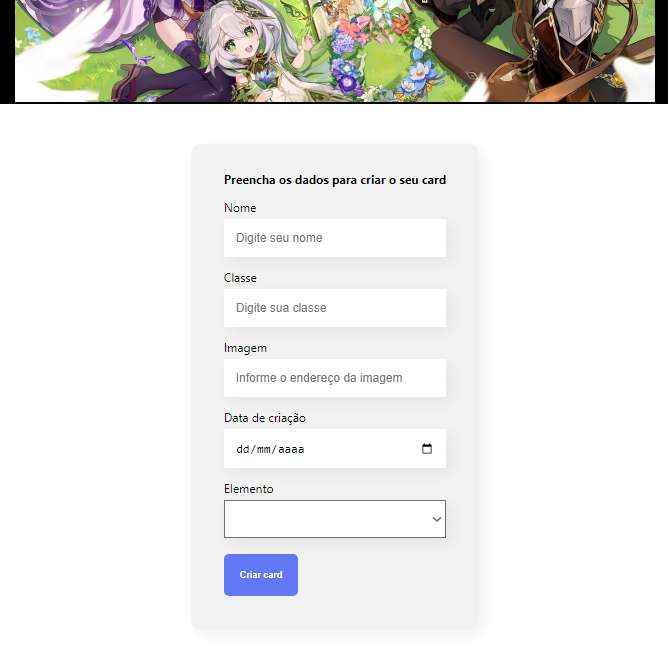 Preencha os dados para criar o seu card
Nome
Digite seu nome
Classe
Digite sua classe
Imagem
Informe o endereço da imagem
Data de criação
dd/mm/aaaa
Elemento
Criar card